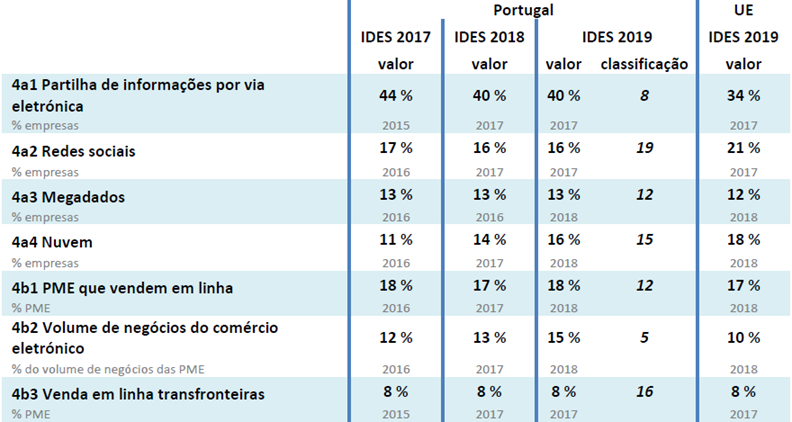 Portugal UE
IDES 2017 IDES 2018 IDES 2019 IDES 2019
valor valor valor classificação valor
4a1 Partilha de informações por via
eletrónica 44 % 40 % 40 % 8 34 %
% empresas 2015 2017 2017 2017
4a2 Redes sociais 17 % 16 % 16 % 19 21 %
% empresas 2016 2017 2017 2017
4a3 Megadados 13 % 13 % 13 % 12 12 %
% empresas 2016 2016 2018 2018
4a4 Nuvem 11 % 14 % 16 % 15 18 %
% empresas 2016 2017 2018 2018
4b1 PME que vendem em linha 18 % 17 % 18 % 12 17 %
% PME 2016 2017 2018 2018
4b2 Volume de negócios do comércio
eletrónico 12 % 13 % 15 % 5 10 %
% do volume de negócios das PME 2016 2017 2018 2018
4b3 Venda em linha transfronteiras 8 % 8 % 8 % 16 8 %
% PME 2015 2017 2017 2017